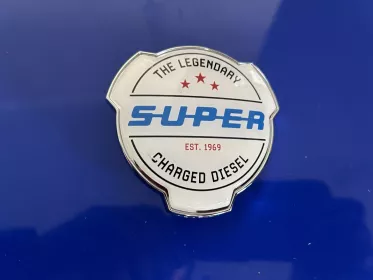 THE LEGENDARY
SUPER
EST. 1969
CHARGED DIESEL